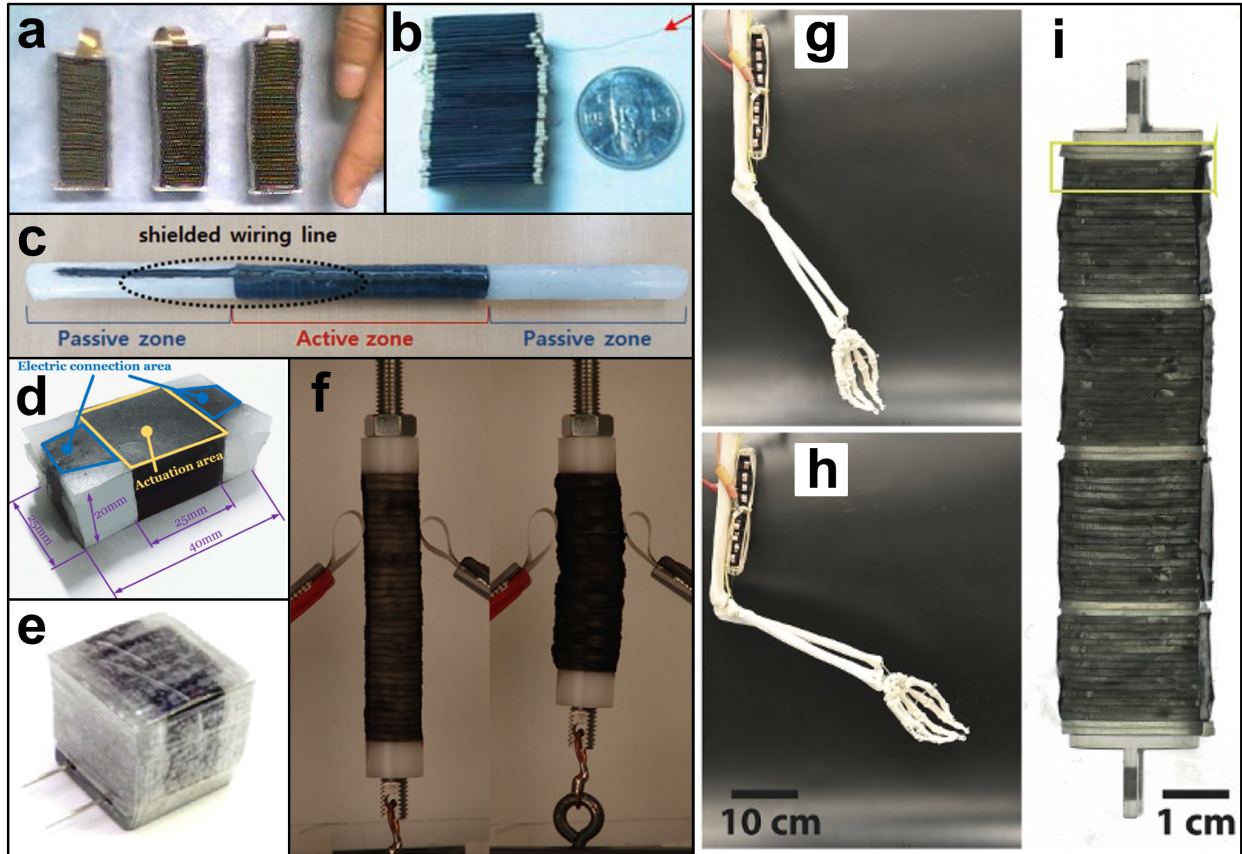 a
b
c
shielded wiring line
Passive zone
Active zone
Passive zone
d
Electric connection area
Actuation area
20mm
25mm
25mm
40mm
e
f
g
h
10 cm
i
1 cm